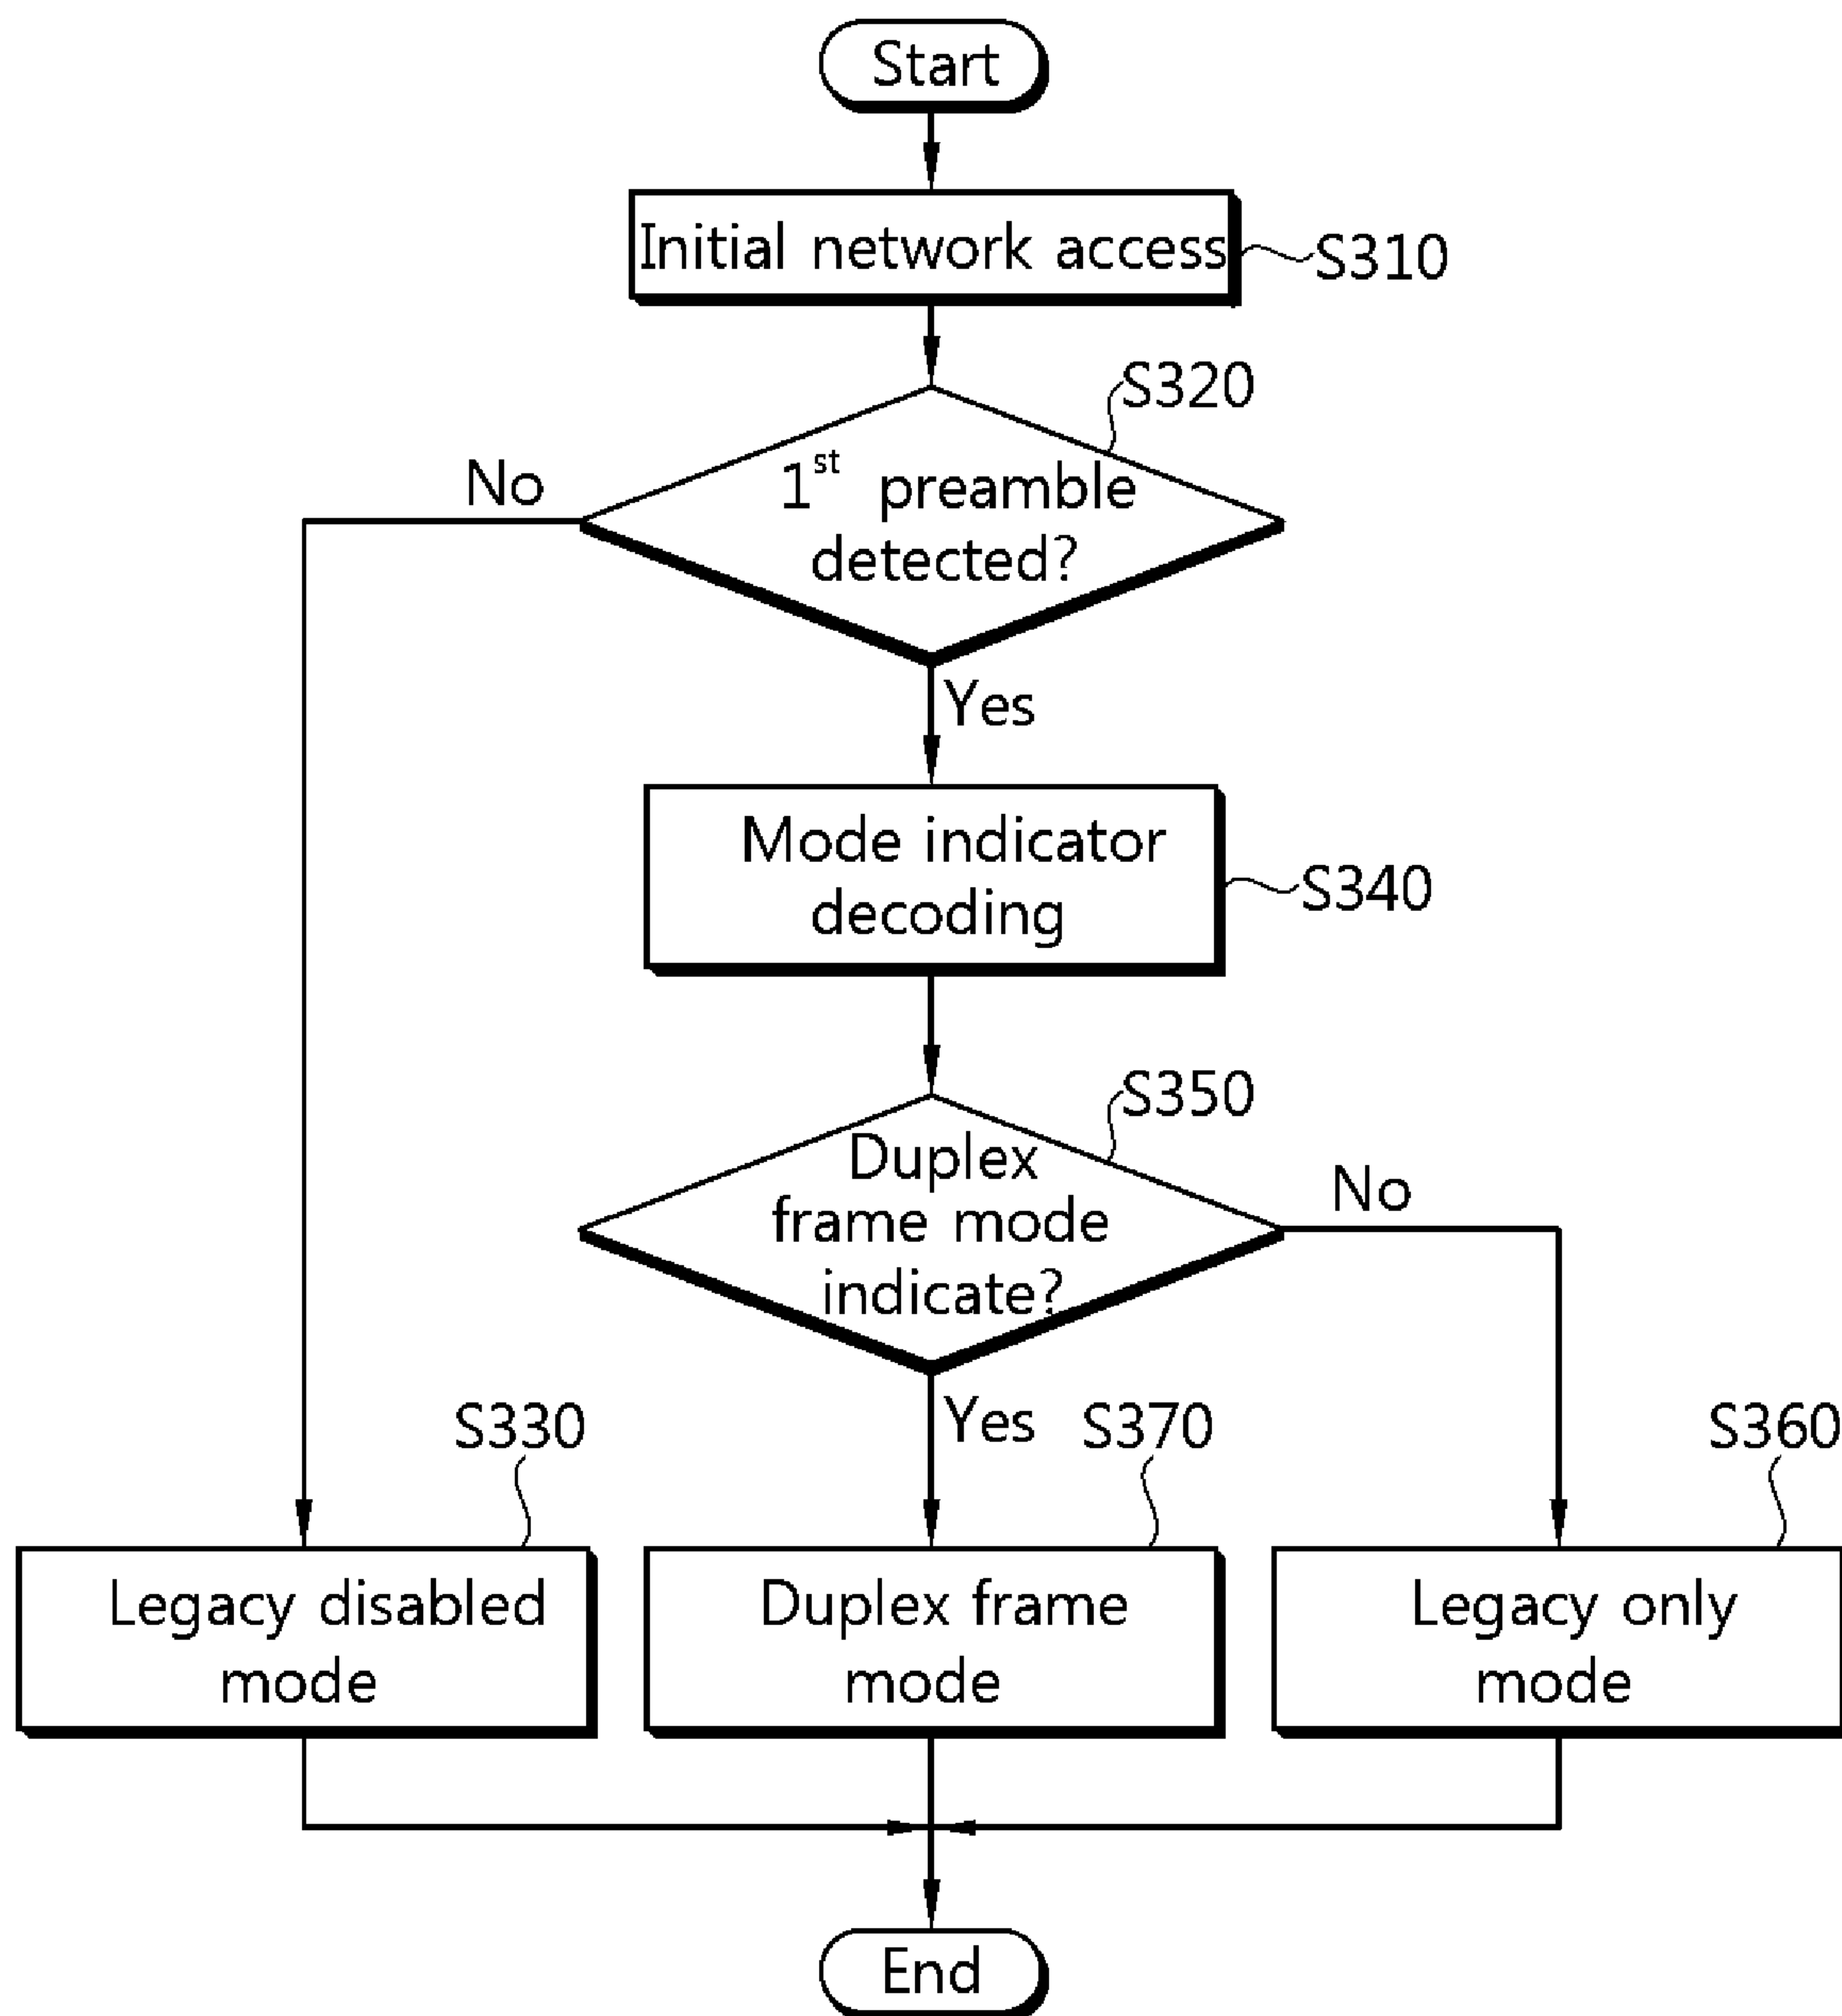 Start
Initial network access
S310
S320
No
1st preamble
detected?
Yes
Mode indicator
decoding
S340
S350
Duplex
frame mode
indicate?
No
Yes
S330
S370
S360
Legacy disabled
mode
Duplex frame
mode
Legacy only
mode
End